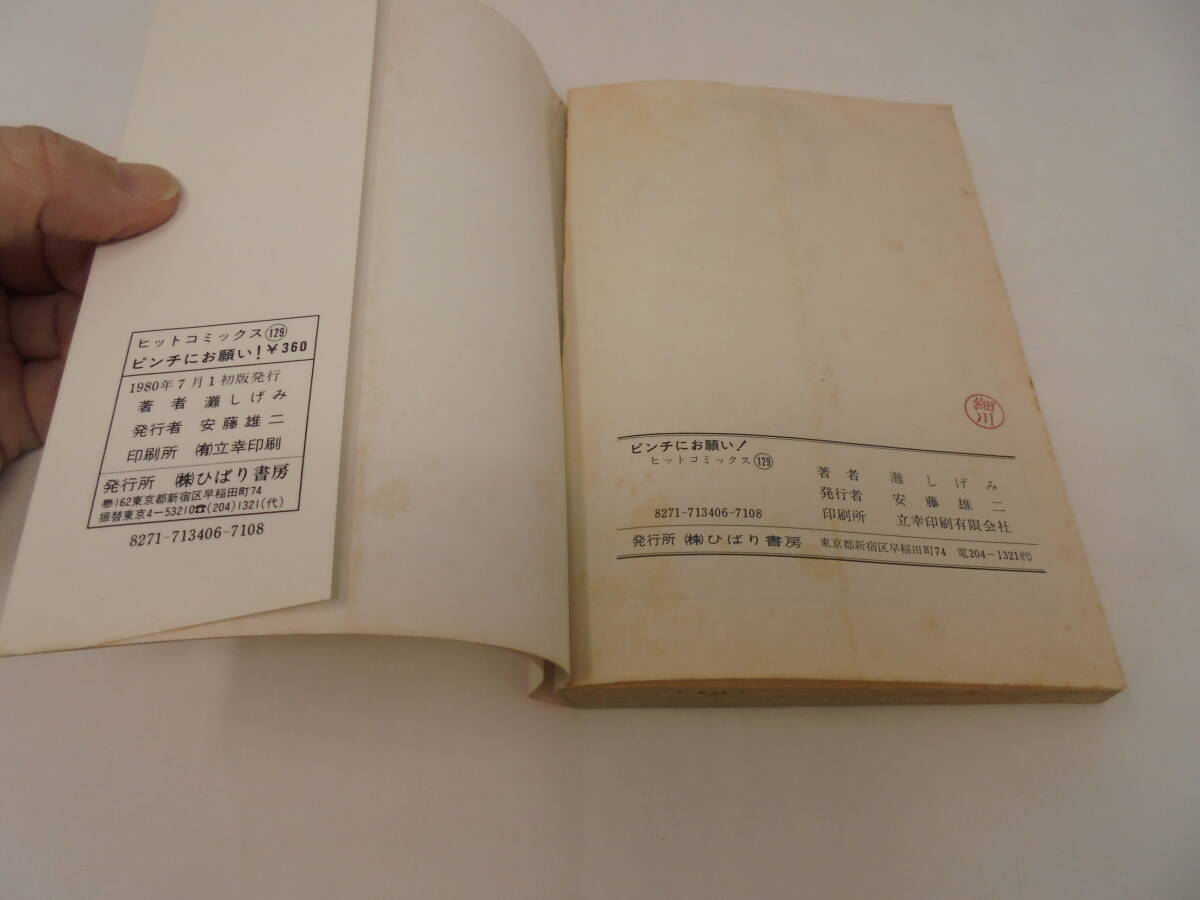 ヒットコミックス129
ピンチにお願い!￥360
1980年7月1初版発行
著者 灘しげみ
発行者 安藤雄二
印刷所 ㈲立幸印刷
発行所 ㈱ひばり書房
〠162東京都新宿区早稲田町74
振替東京4-53210☎(204)1321(代)
8271-713406-7108
細川
ピンチにお願い!
ヒットコミックス129
著者 灘しげみ
発行者 安藤雄二
8271-713406-7108 印刷所 立幸印刷有限会社
発行所 ㈱ひばり書房 東京都新宿区早稲田町74 電204-1321代